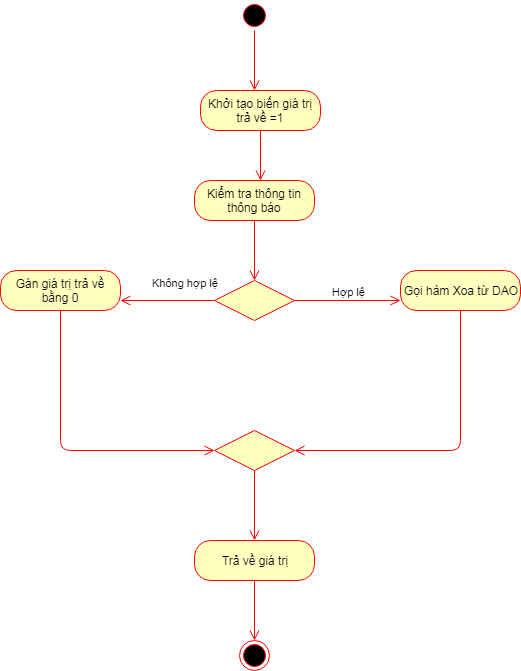 Khởi tạo biến giá trị
trả về =1
Kiểm tra thông tin
thông báo
Không hợp lệ
Hợp lệ
Gán giá trị trả về
bằng 0
Gọi hàm Xoa từ DAO
Trả về giá trị